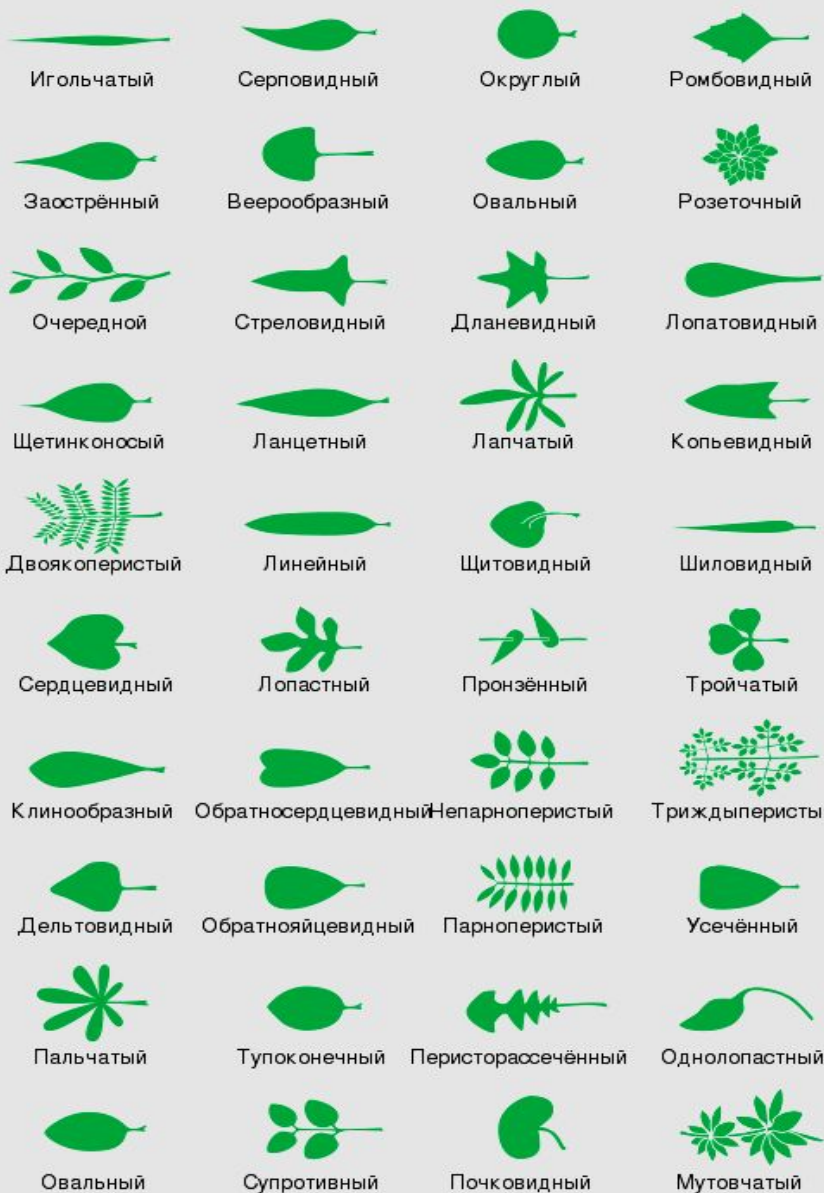 Игольчатый Серповидный Округлый Ромбовидный
Заострённый Веерообразный Овальный Розеточный
Очередной Стреловидный Дланевидный Лопатовидный
Щетинконосый Ланцетный Лапчатый Копьевидный
Двоякоперистый Линейный Щитовидный Шиловидный
Сердцевидный Лопастный Пронзённый Тройчатый
Клинообразный Обратносердцевидный Непарноперистый Триждыперисты
Дельтовидный Обратнояйцевидный Парноперистый Усечённый
Пальчатый Тупоконечный Перисторассечённый Однолопастный
Овальный Супротивный Почковидный Мутовчатый